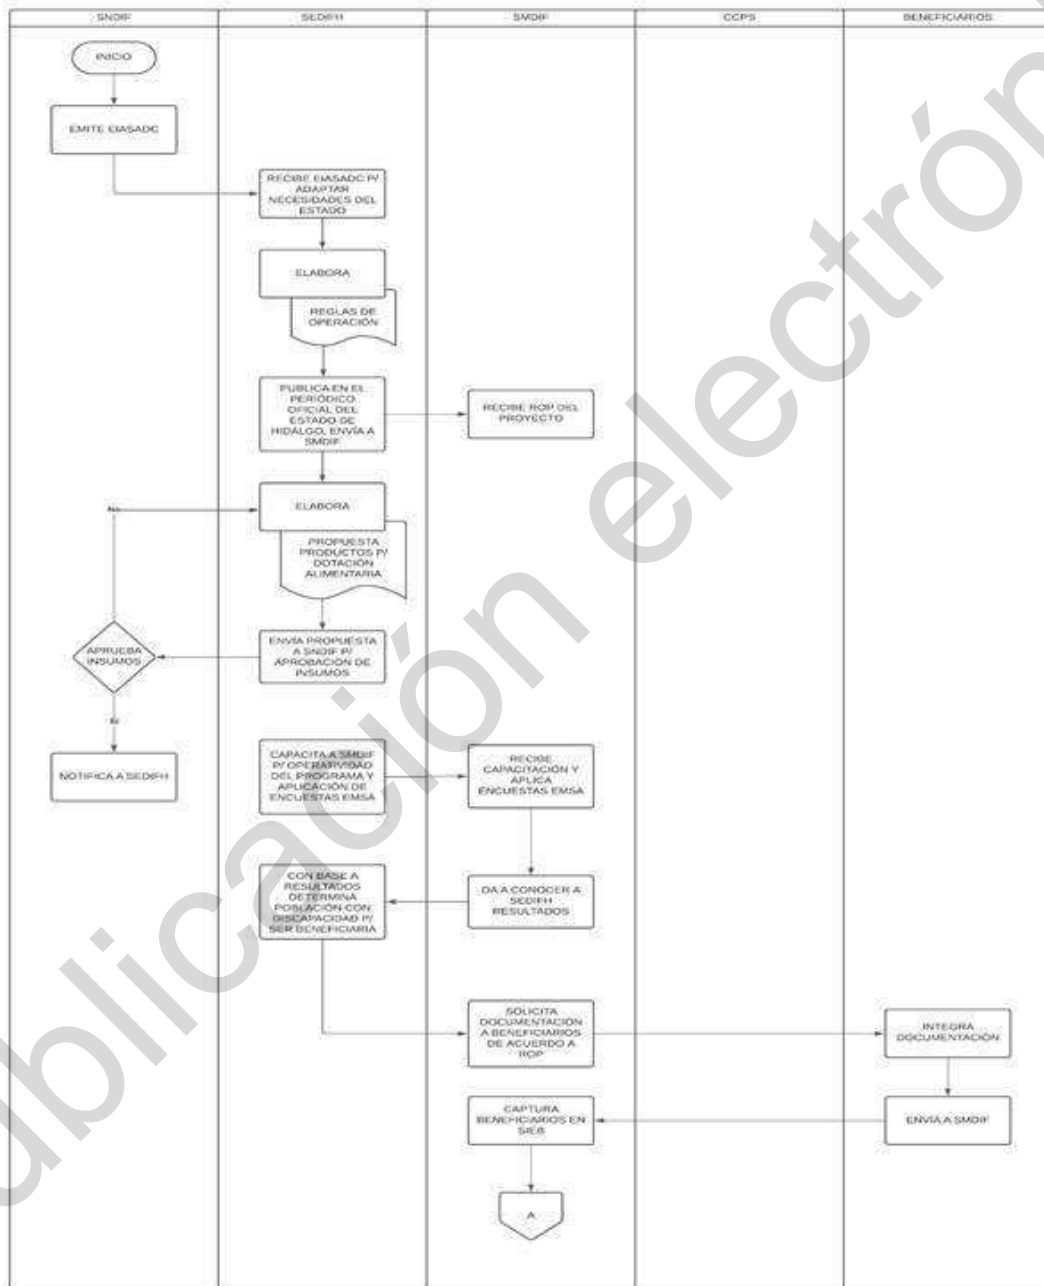 SNDIF
SEDIFH
SMDIF
CCPS
BENEFICIARIOS
INICIO
EMITE EIASADC
RECIBE EIASADC P/
ADAPTAR
NECESIDADES DEL
ESTADO
ELABORA
REGLAS DE
OPERACIÓN
PUBLICA EN EL
PERIÓDICO
OFICIAL DEL
ESTADO DE
HIDALGO, ENVÍA A
SMDIF
RECIBE ROP DEL
PROYECTO
ELABORA
PROPUESTA
PRODUCTOS P/
DOTACIÓN
ALIMENTARIA
ENVÍA PROPUESTA
A SNDIF P/
APROBACIÓN DE
INSUMOS
APRUEBA
INSUMOS
NOTIFICA A SEDIFH
CAPACITA A SMDIF
P/ OPERATIVIDAD
DEL PROGRAMA Y
APLICACIÓN DE
ENCUESTAS EMSA
RECIBE
CAPACITACIÓN Y
APLICA
ENCUESTAS EMSA
DA A CONOCER A
SEDIFH
RESULTADOS
CON BASE A
RESULTADOS
DETERMINA
POBLACIÓN CON
DISCAPACIDAD P/
SER BENEFICIARIA
SOLICITA
DOCUMENTACIÓN
A BENEFICIARIOS
DE ACUERDO A
ROP
INTEGRA
DOCUMENTACIÓN
ENVÍA A SMDIF
CAPTURA
BENEFICIARIOS EN
SIEB
A
ublicación electrón